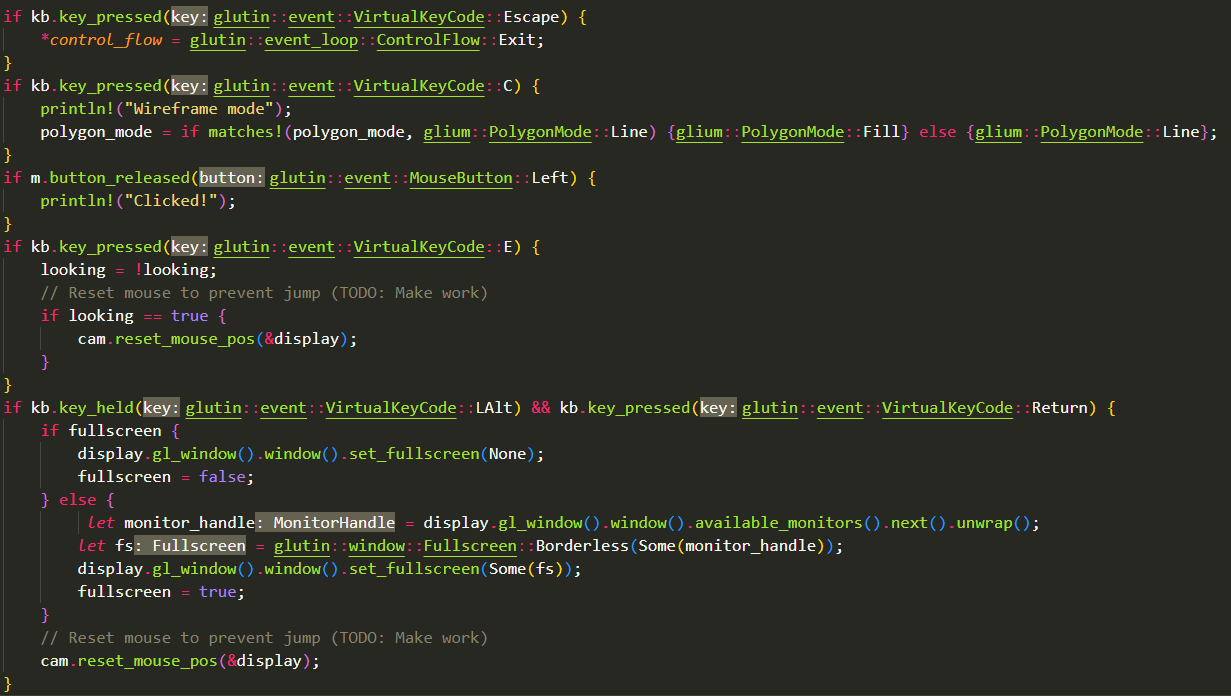 if kb.key_pressed(key: glutin::event::VirtualKeyCode::Escape) {
    *control_flow = glutin::event_loop::ControlFlow::Exit;
}
if kb.key_pressed(key: glutin::event::VirtualKeyCode::C) {
    println!("Wireframe mode");
    polygon_mode = if matches!(polygon_mode, glium::PolygonMode::Line) {glium::PolygonMode::Fill} else {glium::PolygonMode::Line};
}
if m.button_released(button: glutin::event::MouseButton::Left) {
    println!("Clicked!");
}
if kb.key_pressed(key: glutin::event::VirtualKeyCode::E) {
    looking = !looking;
    // Reset mouse to prevent jump (TODO: Make work)
    if looking == true {
        cam.reset_mouse_pos(&display);
    }
}
if kb.key_held(key: glutin::event::VirtualKeyCode::LAlt) && kb.key_pressed(key: glutin::event::VirtualKeyCode::Return) {
    if fullscreen {
        display.gl_window().window().set_fullscreen(None);
        fullscreen = false;
    } else {
         let monitor_handle: MonitorHandle = display.gl_window().window().available_monitors().next().unwrap();
        let fs: Fullscreen = glutin::window::Fullscreen::Borderless(Some(monitor_handle));
        display.gl_window().window().set_fullscreen(Some(fs));
        fullscreen = true;
    }
    // Reset mouse to prevent jump (TODO: Make work)
    cam.reset_mouse_pos(&display);
}